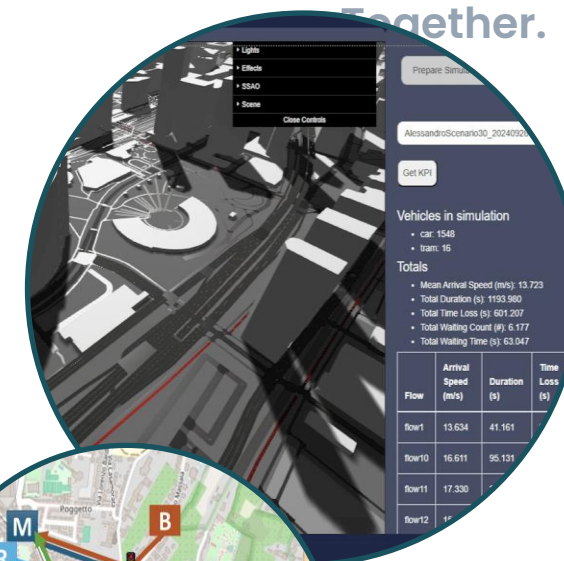 Together.
Lights
Effects
SSAO
Scene
Close Controls
Prepare
AlessandroScenario30_20240920
Get KPI
Vehicles in simulation
car: 1548
tram: 16
Totals
Mean Arrival Speed (m/s): 13.723
Total Duration (s): 1193.980
Total Time Loss (s): 601.207
Total Waiting Count (#): 6.177
Total Waiting Time (s): 63.047
Flow Arrival Speed (m/s) Duration (s) Time Loss (s)
flow1 13.634 41.161
flow10 16.611 95.131
flow11 17.330
flow12
Poggetto
M
B